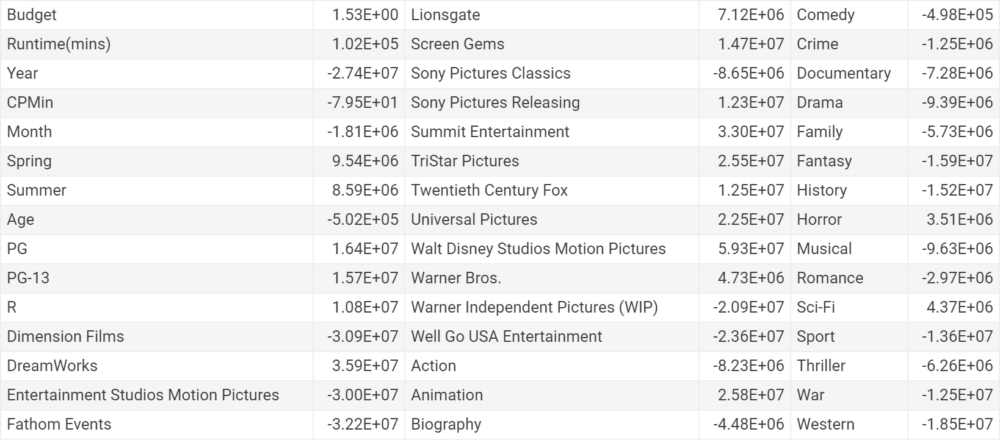 Budget 1.53E+00 Lionsgate 7.12E+06 Comedy -4.98E+05
Runtime(mins) 1.02E+05 Screen Gems 1.47E+07 Crime -1.25E+06
Year -2.74E+07 Sony Pictures Classics -8.65E+06 Documentary -7.28E+06
CPMin -7.95E+01 Sony Pictures Releasing 1.23E+07 Drama -9.39E+06
Month -1.81E+06 Summit Entertainment 3.30E+07 Family -5.73E+06
Spring 9.54E+06 TriStar Pictures 2.55E+07 Fantasy -1.59E+07
Summer 8.59E+06 Twentieth Century Fox 1.25E+07 History -1.52E+07
Age -5.02E+05 Universal Pictures 2.25E+07 Horror 3.51E+06
PG 1.64E+07 Walt Disney Studios Motion Pictures 5.93E+07 Musical -9.63E+06
PG-13 1.57E+07 Warner Bros. 4.73E+06 Romance -2.97E+06
R 1.08E+07 Warner Independent Pictures (WIP) -2.09E+07 Sci-Fi 4.37E+06
Dimension Films -3.09E+07 Well Go USA Entertainment -2.36E+07 Sport -1.36E+07
DreamWorks 3.59E+07 Action -8.23E+06 Thriller -6.26E+06
Entertainment Studios Motion Pictures -3.00E+07 Animation 2.58E+07 War -1.25E+07
Fathom Events -3.22E+07 Biography -4.48E+06 Western -1.85E+07